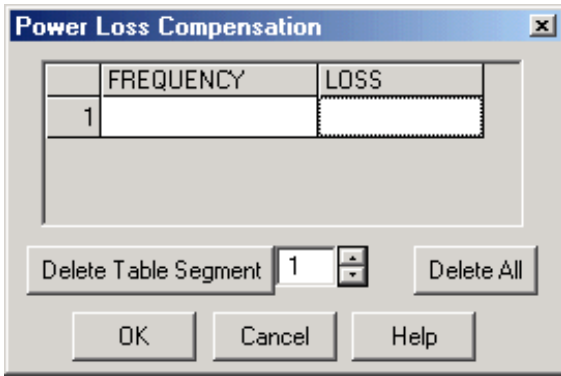 Power Loss Compensation
FREQUENCY LOSS
1
Delete Table Segment 1 Delete All
OK Cancel Help